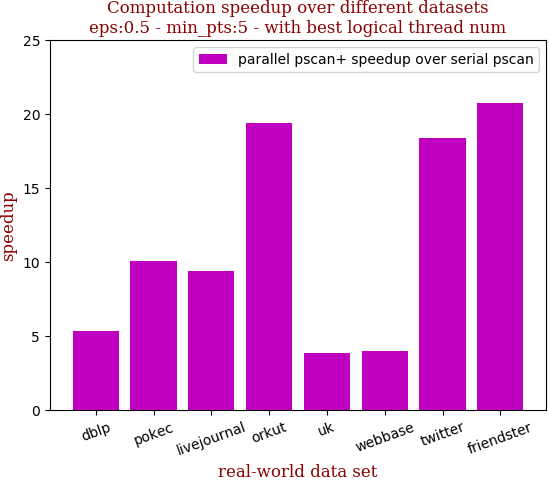 Computation speedup over different datasets
eps:0.5 - min_pts:5 - with best logical thread num
25
parallel pscan+ speedup over serial pscan
20
15
10
5
0
speedup
dblp
pokec
livejournal
orkut
uk
webbase
twitter
friendster
real-world data set